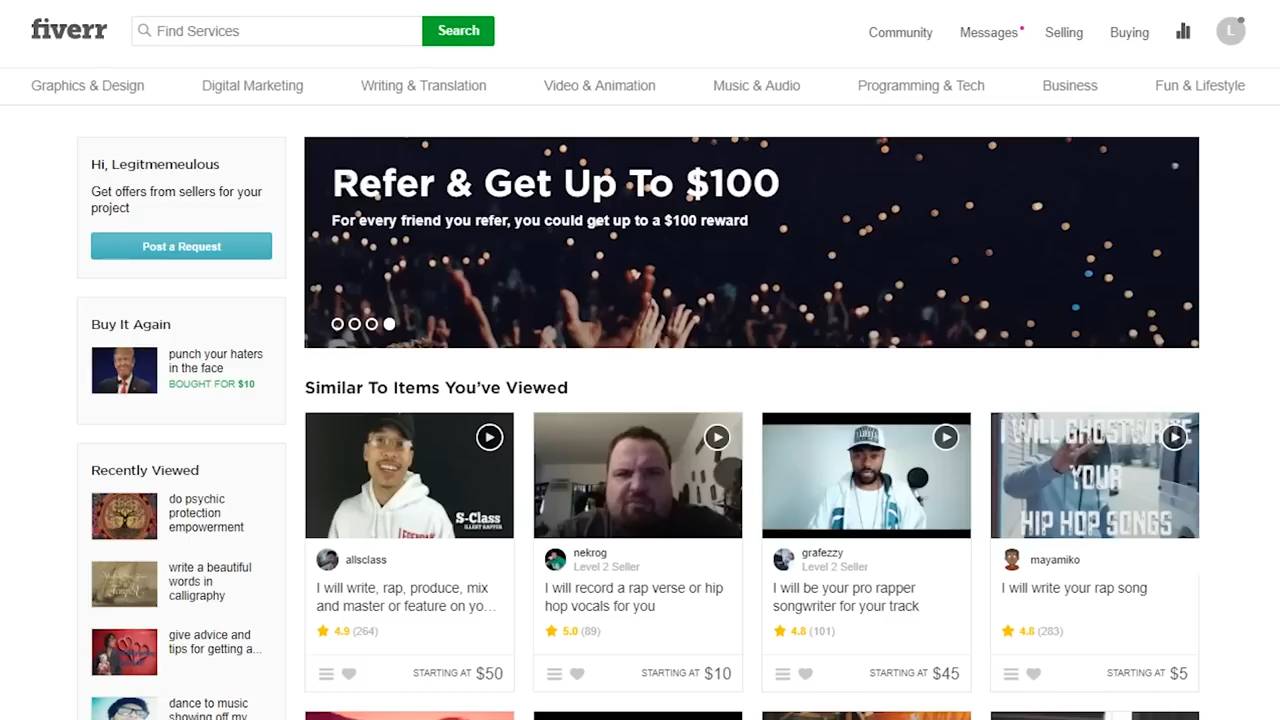 fiverr
Find Services
Search
Community
Messages
Selling
Buying
L
Graphics & Design
Digital Marketing
Writing & Translation
Video & Animation
Music & Audio
Programming & Tech
Business
Fun & Lifestyle
Hi, Legitmemeulous
Get offers from sellers for your
project
Post a Request
Refer & Get Up To $100
For every friend you refer, you could get up to a $100 reward
Buy It Again
punch your haters
in the face
BOUGHT FOR $10
Recently Viewed
do psychic
protection
empowerment
write a beautiful
words in
calligraphy
give advice and
tips for getting a...
dance to music
showing off my
Similar To Items You've Viewed
S-Class
ILLEST RAPPER
allsclass
I will write, rap, produce, mix
and master or feature on yo...
4.9 (264)
STARTING AT $50
nekrog
Level 2 Seller
I will record a rap verse or hip
hop vocals for you
5.0 (89)
STARTING AT $10
grafezzy
Level 2 Seller
I will be your pro rapper
songwriter for your track
4.8 (101)
STARTING AT $45
I WILL GHOSTWRITE
YOUR
HIP HOP SONGS
mayamiko
I will write your rap song
4.8 (283)
STARTING AT $5